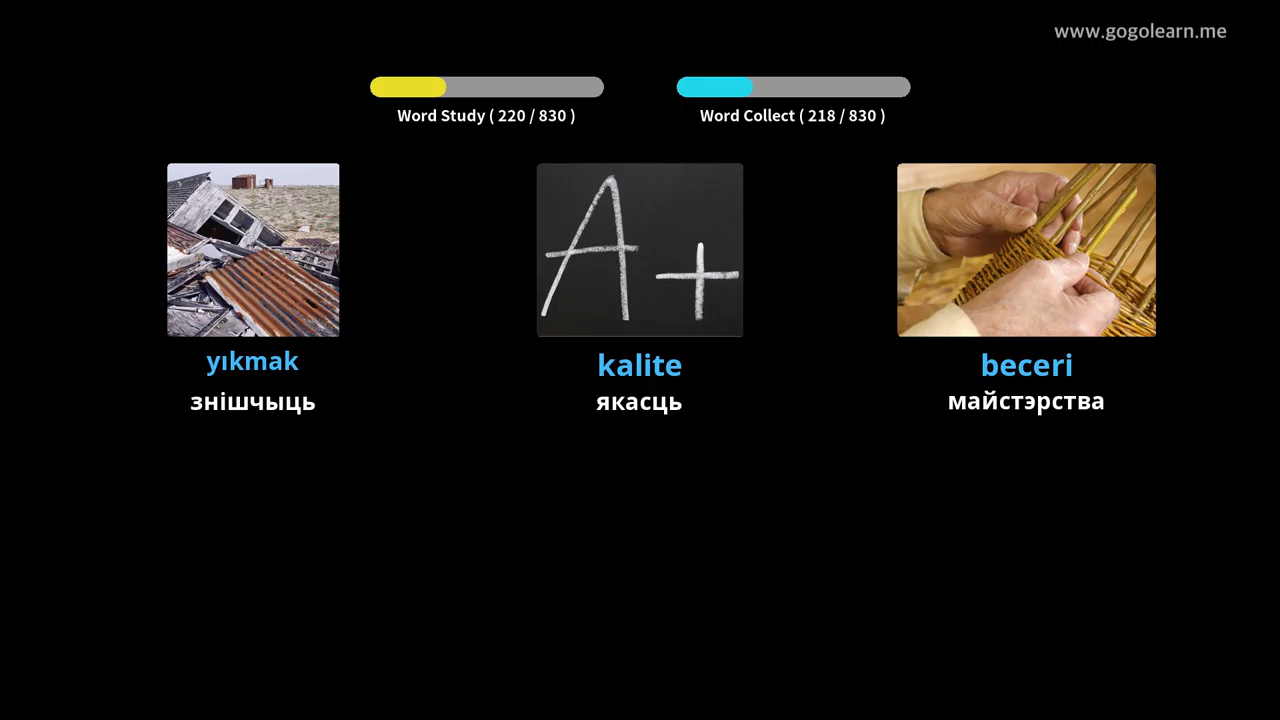 www.gogolearn.me
Word Study ( 220 / 830 )
Word Collect ( 218 / 830 )
A+
yıkmak
kalite
beceri
знішчыць
якасць
майстэрства